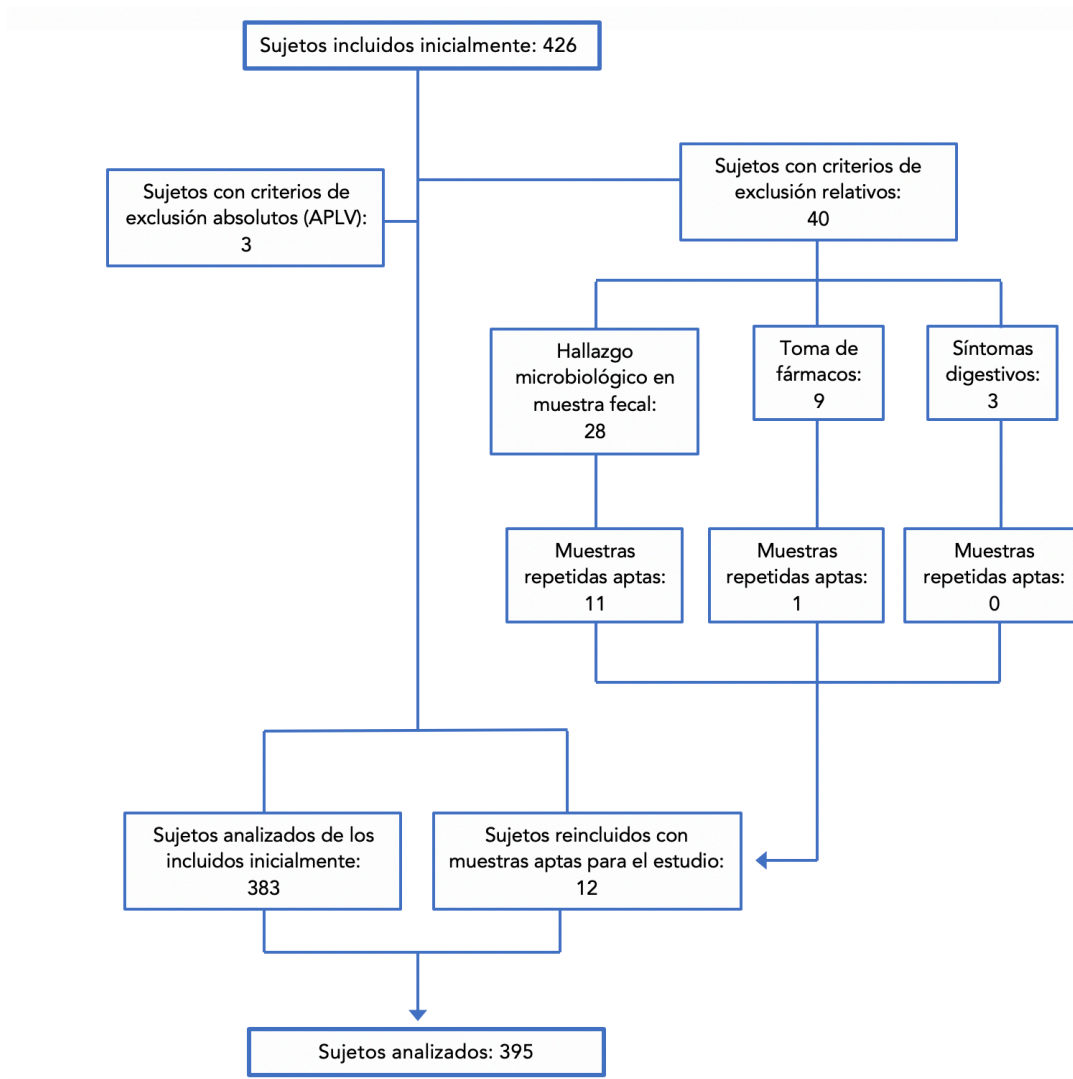 Sujetos incluidos inicialmente: 426
Sujetos con criterios de
exclusión absolutos (APLV):
3
Sujetos con criterios de
exclusión relativos:
40
Hallazgo
microbiológico en
muestra fecal:
28
Toma de
fármacos:
9
Síntomas
digestivos:
3
Muestras
repetidas aptas:
11
Muestras
repetidas aptas:
1
Muestras
repetidas aptas:
0
Sujetos analizados de los
incluidos inicialmente:
383
Sujetos reincluidos con
muestras aptas para el estudio:
12
Sujetos analizados: 395